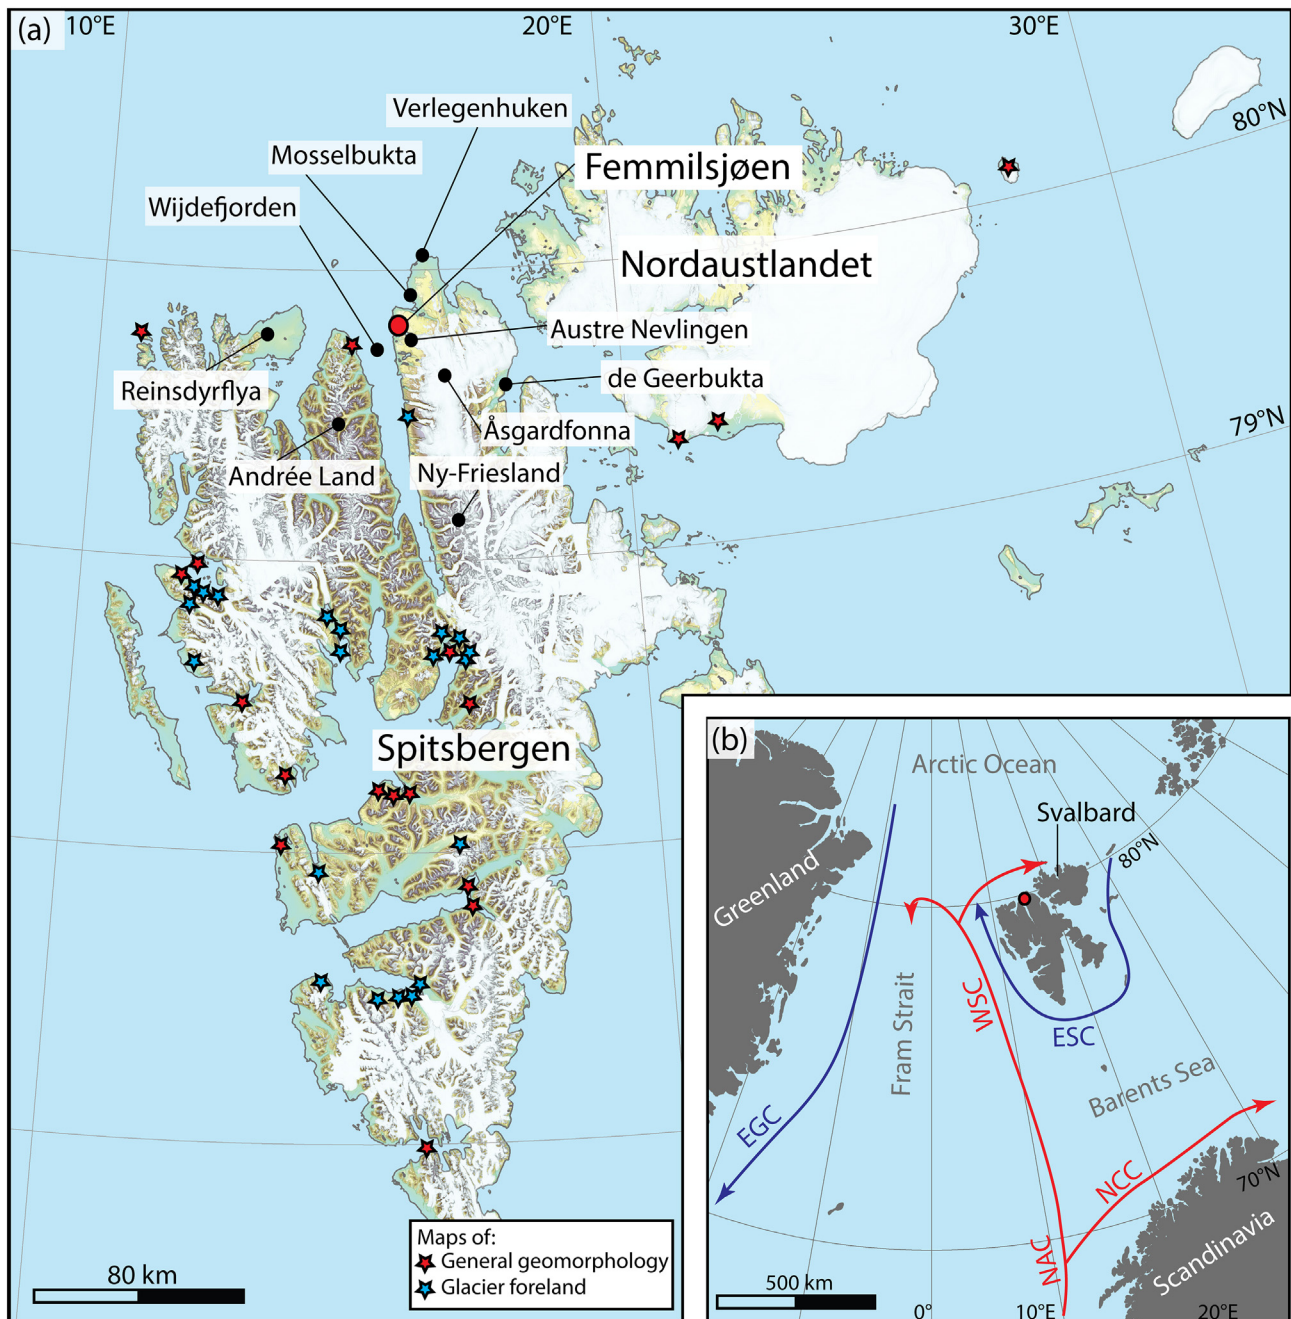 (a)
10°E
20°E
30°E
80°N
Verlegenhuken
Mosselbukta
Femmilsjøen
Wijdefjorden
Nordaustlandet
Austre Nevlingen
de Geerbukta
Reinsdyrflya
79°N
Åsgardfonna
Andrée Land
Ny-Friesland
Spitsbergen
Maps of:
General geomorphology
Glacier foreland
80 km
(b)
Arctic Ocean
Svalbard
80°N
Greenland
Fram Strait
WSC
ESC
Barents Sea
EGC
NCC
70°N
NAC
Scandinavia
500 km
0°
10°E
20°E